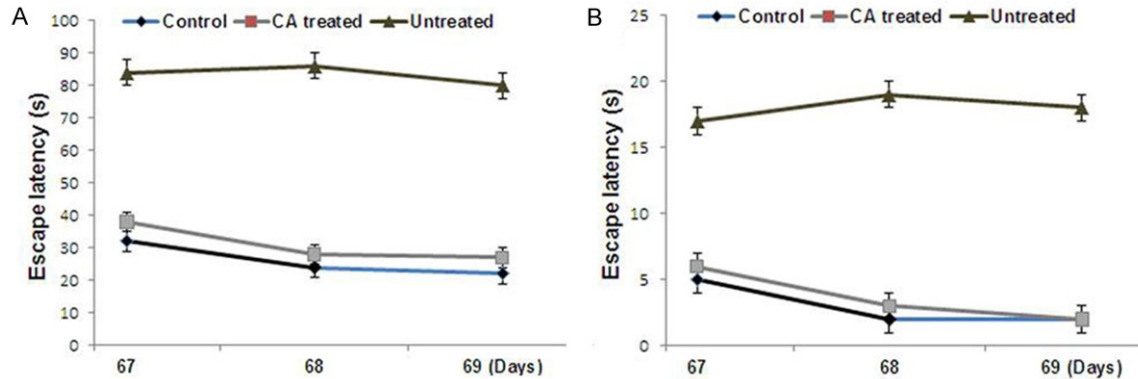 A
Control CA treated Untreated
Escape latency (s)
100
90
80
70
60
50
40
30
20
10
0
67 68 69 (Days)
B
Control CA treated Untreated
Escape latency (s)
25
20
15
10
5
0
67 68 69 (Days)